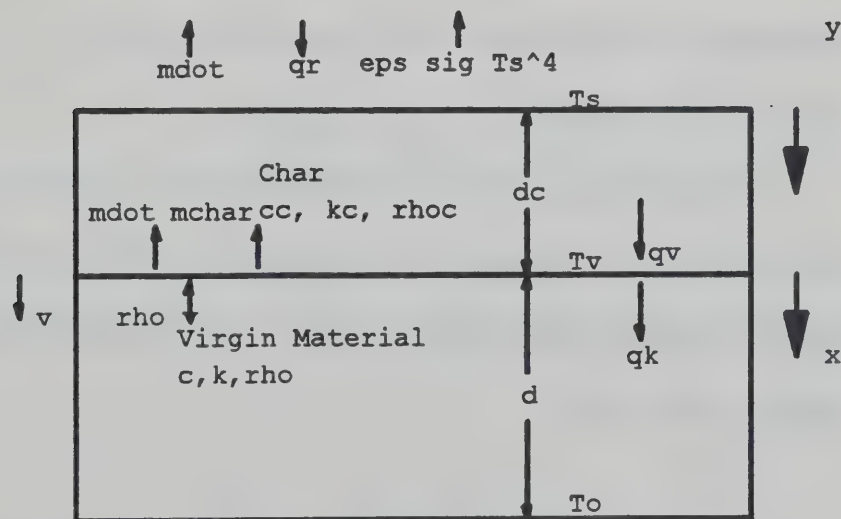 y
mdot qr eps sig Ts^4
Ts
Char
mdot mchar cc, kc, rhoc
dc
Tv qv
v rho
Virgin Material
c,k,rho
qk
x
d
To